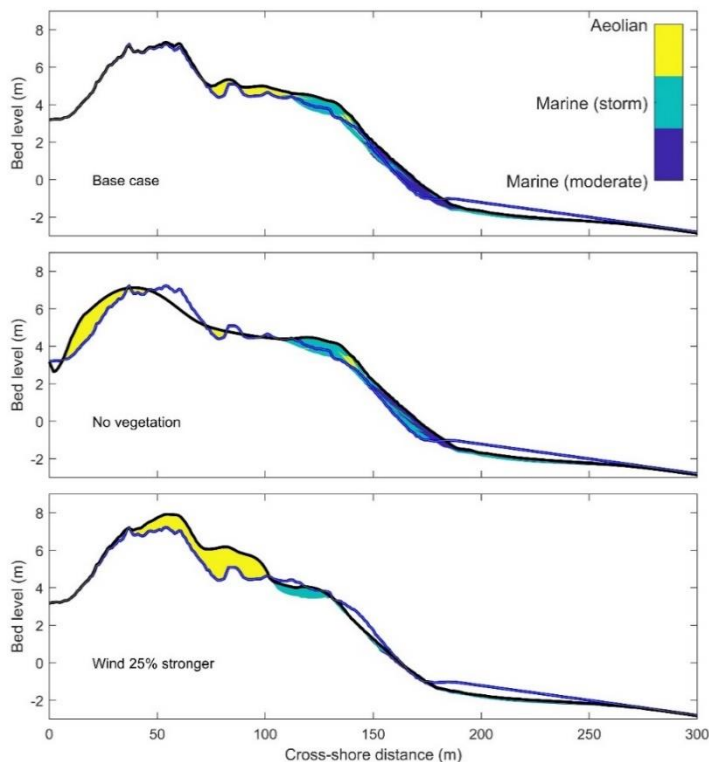 8
6
4
2
0
-2
Bed level (m)
Base case
Aeolian
Marine (storm)
Marine (moderate)
8
6
4
2
0
-2
Bed level (m)
No vegetation
8
6
4
2
0
-2
Bed level (m)
Wind 25% stronger
0 50 100 150 200 250 300
Cross-shore distance (m)